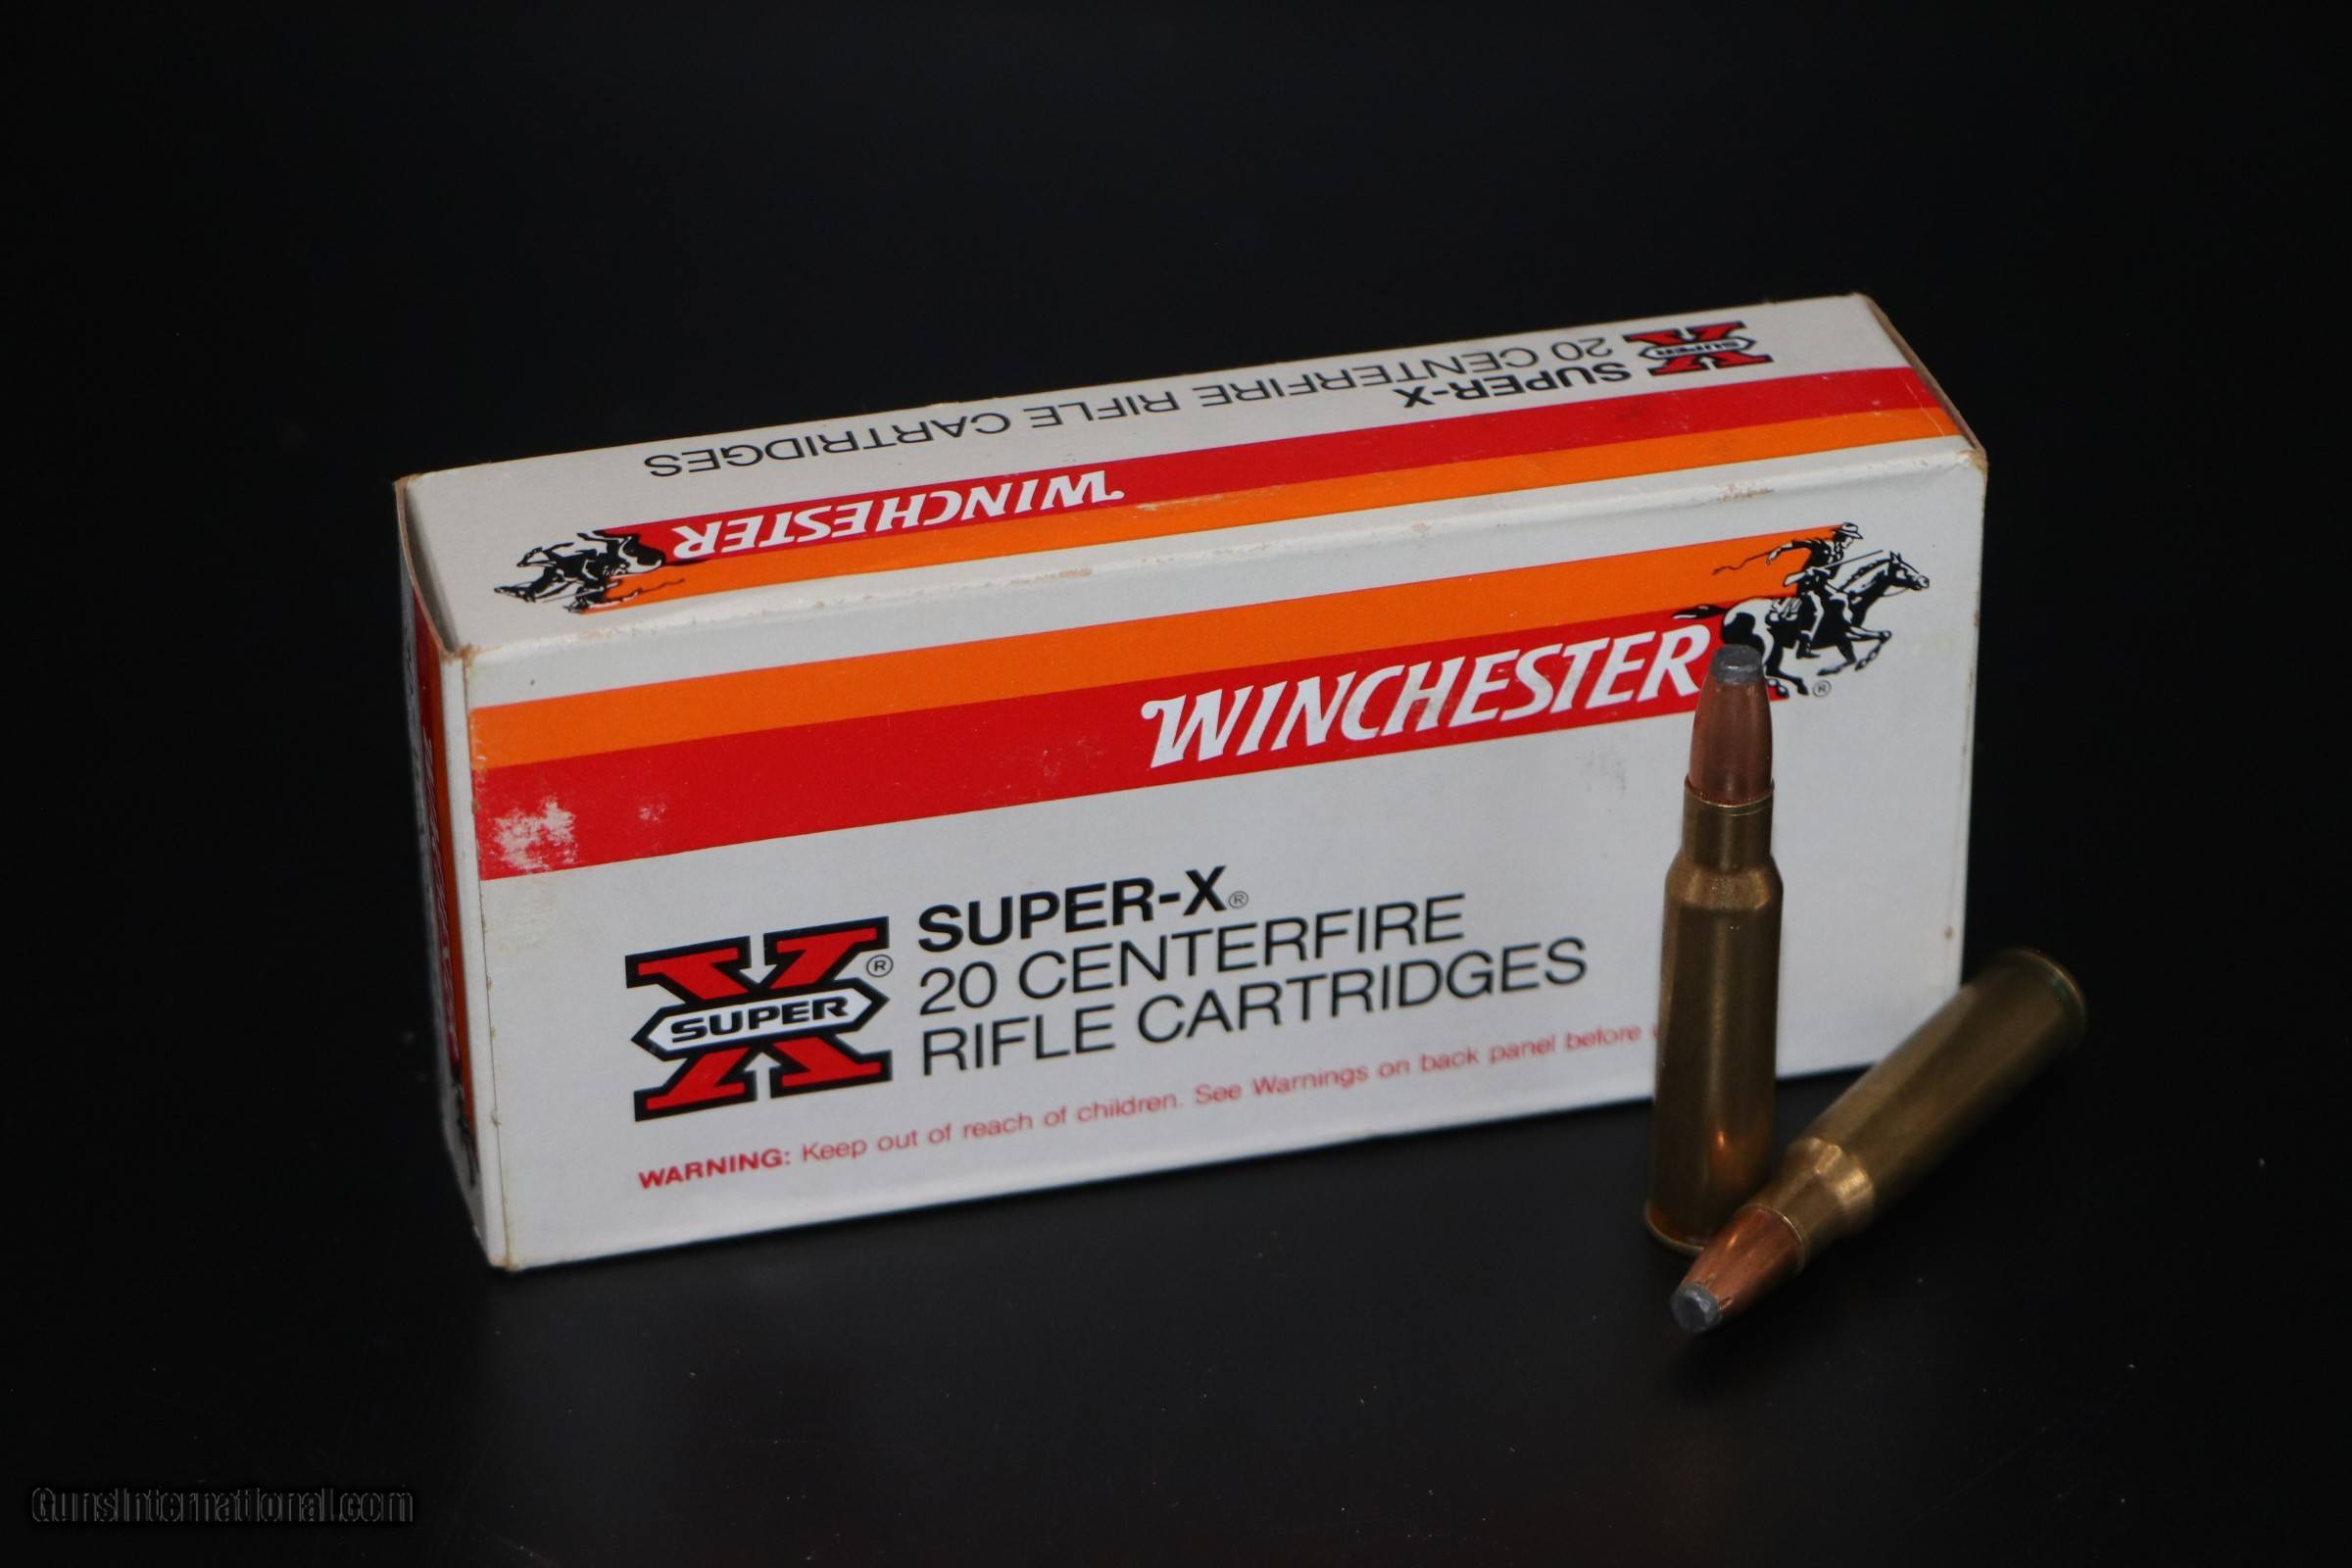 SUPER
SUPER-X
20 CENTERFIRE RIFLE CARTRIDGES
WINCHESTER
WINCHESTER
®
SUPER
®
SUPER-X®
20 CENTERFIRE
RIFLE CARTRIDGES
WARNING: Keep out of reach of children. See Warnings on back panel before
GunsInternational.com